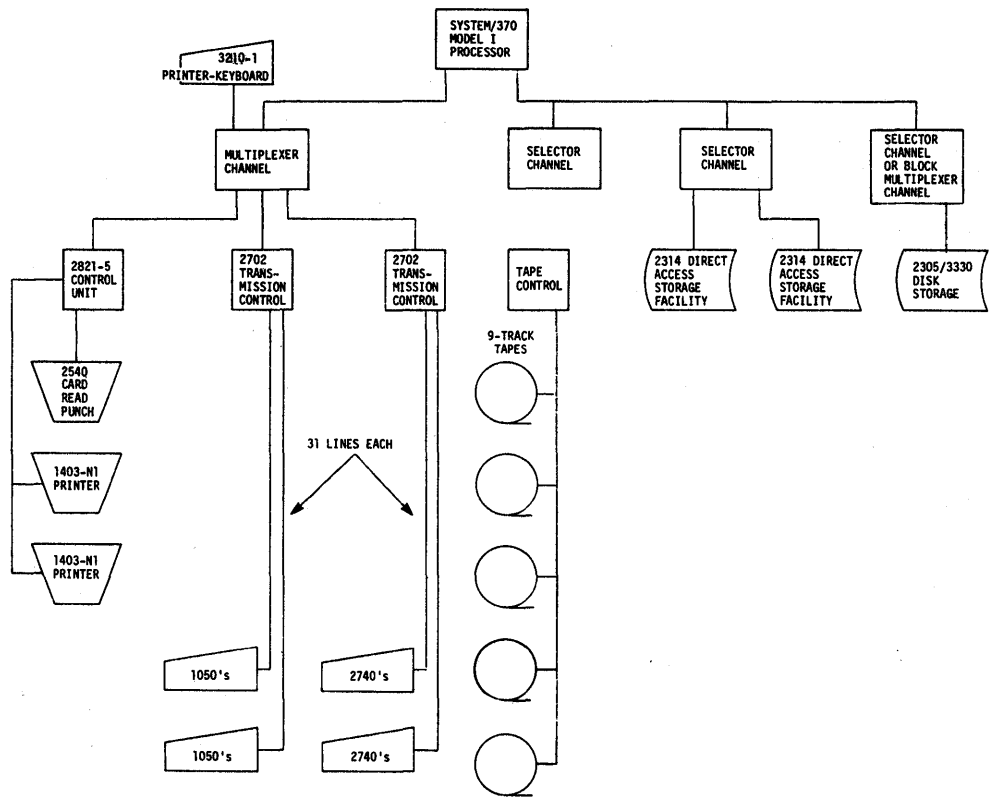 SYSTEM/370
MODEL I
PROCESSOR
PRINTER-KEYBOARD
MULTIPLEXER
CHANNEL
SELECTOR
CHANNEL
SELECTOR
CHANNEL
SELECTOR
CHANNEL
OR BLOCK
MULTIPLEXER
CHANNEL
2821-5
CONTROL
UNIT
2702
TRANS-
MISSION
CONTROL
2702
TRANS-
MISSION
CONTROL
TAPE
CONTROL
2314 DIRECT
ACCESS
STORAGE
FACILITY
2314 DIRECT
ACCESS
STORAGE
FACILITY
2305/3330
DISK
STORAGE
9-TRACK
TAPES
2540
CARD
READ
PUNCH
31 LINES EACH
1403-N1
PRINTER
1403-N1
PRINTER
1050's
2740's
1050's
2740's